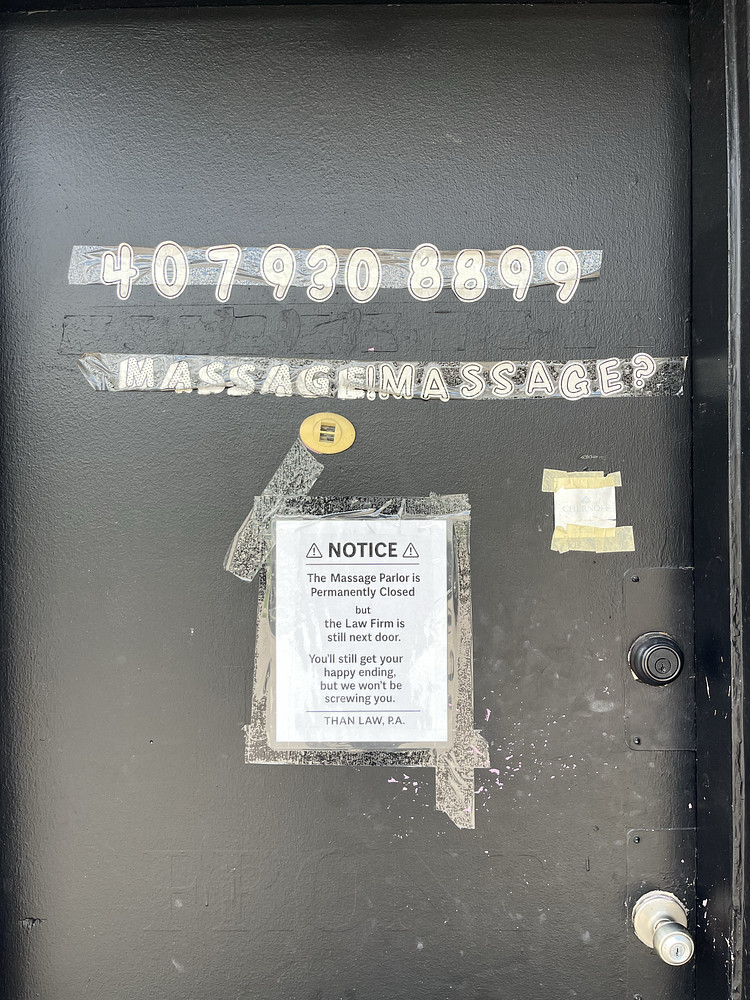 407 930 8899
MASSAGE!MASSAGE?
⚠ NOTICE ⚠
The Massage Parlor is
Permanently Closed
but
the Law Firm is
still next door.
You'll still get your
happy ending,
but we won't be
screwing you.
THAN LAW, P.A.